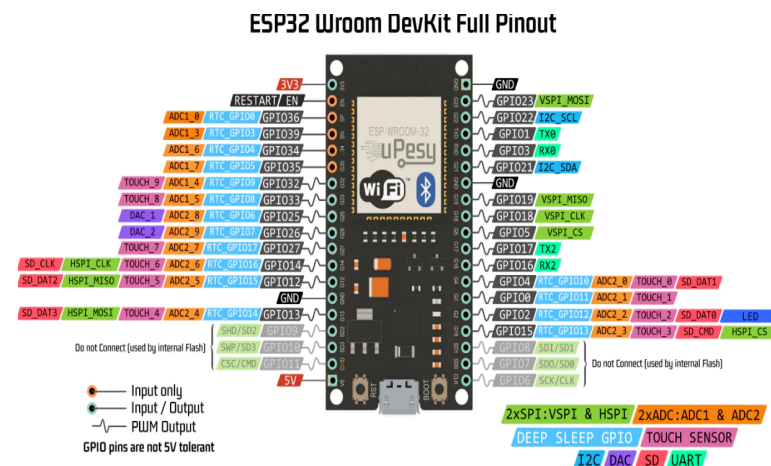 ESP32 Wroom DevKit Full Pinout
3V3
RESTART EN
ADC1_0 RTC_GPIO0 GPIO36
ADC1_3 RTC_GPIO3 GPIO39
ADC1_6 RTC_GPIO4 GPIO34
ADC1_7 RTC_GPIO5 GPIO35
TOUCH_9 ADC1_4 RTC_GPIO9 GPIO32
TOUCH_8 ADC1_5 RTC_GPIO8 GPIO33
DAC_1 ADC2_8 RTC_GPIO6 GPIO25
DAC_2 ADC2_9 RTC_GPIO7 GPIO26
TOUCH_7 ADC2_7 RTC_GPIO17 GPIO27
SD_CLK HSPI_CLK TOUCH_6 ADC2_6 RTC_GPIO16 GPIO14
SD_DAT2 HSPI_MISO TOUCH_5 ADC2_5 RTC_GPIO15 GPIO12
GND
SD_DAT3 HSPI_MOSI TOUCH_4 ADC2_4 RTC_GPIO14 GPIO13
SHD/SD2 GPIO9
Do not Connect (used by internal Flash) SWP/SD3 GPIO10
CSC/CMD GPIO11
5V
ESP-WROOM-32
uPesy
WiFi
RST
BOOT
GND
GPIO23 VSPI_MOSI
GPIO22 I2C_SCL
GPIO1 TX0
GPIO3 RX0
GPIO21 I2C_SDA
GND
GPIO19 VSPI_MISO
GPIO18 VSPI_CLK
GPIO5 VSPI_CS
GPIO17 TX2
GPIO16 RX2
GPIO4 RTC_GPIO10 ADC2_0 TOUCH_0 SD_DAT1
GPIO0 RTC_GPIO11 ADC2_1 TOUCH_1
GPIO2 RTC_GPIO12 ADC2_2 TOUCH_2 SD_DAT0 LED
GPIO15 RTC_GPIO13 ADC2_3 TOUCH_3 SD_CMD HSPI_CS
GPIO8 SDI/SD1
GPIO7 SDO/SD0 Do not Connect (used by internal Flash)
GPIO6 SCK/CLK
Input only
Input / Output
PWM Output
GPIO pins are not 5V tolerant
2xSPI:VSPI & HSPI 2xADC:ADC1 & ADC2
DEEP SLEEP GPIO TOUCH SENSOR
I2C DAC SD UART